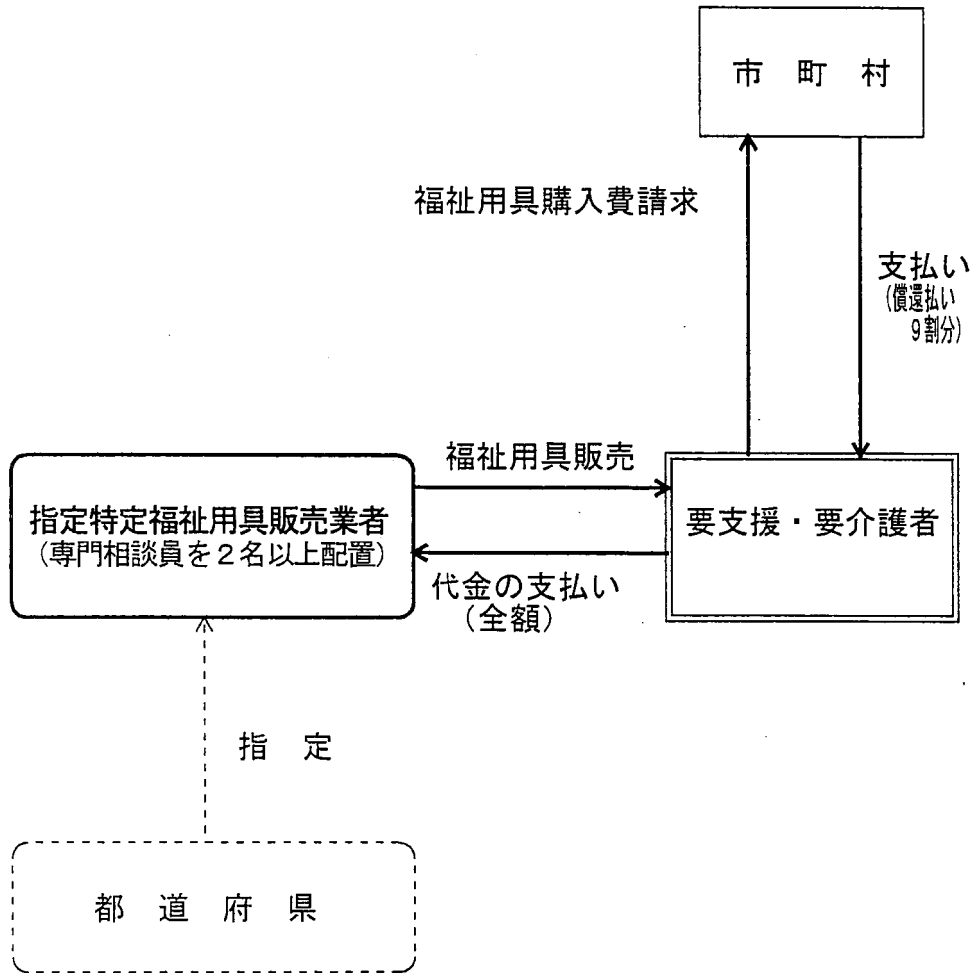 市 町 村
福祉用具購入費請求
支払い
(償還払い
9割分)
福祉用具販売
指定特定福祉用具販売業者
(専門相談員を2名以上配置)
要支援・要介護者
代金の支払い
(全額)
指 定
都 道 府 県